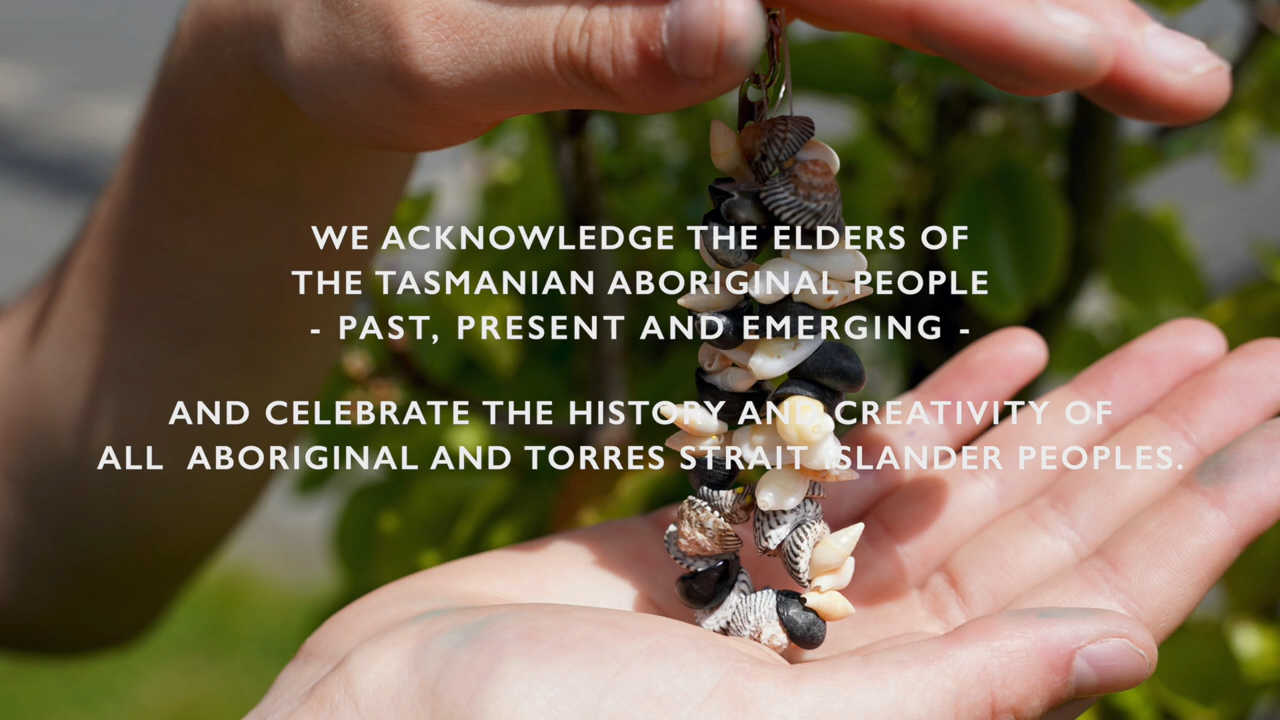 WE ACKNOWLEDGE THE ELDERS OF
THE TASMANIAN ABORIGINAL PEOPLE
- PAST, PRESENT AND EMERGING -
AND CELEBRATE THE HISTORY AND CREATIVITY OF
ALL ABORIGINAL AND TORRES STRAIT ISLANDER PEOPLES.